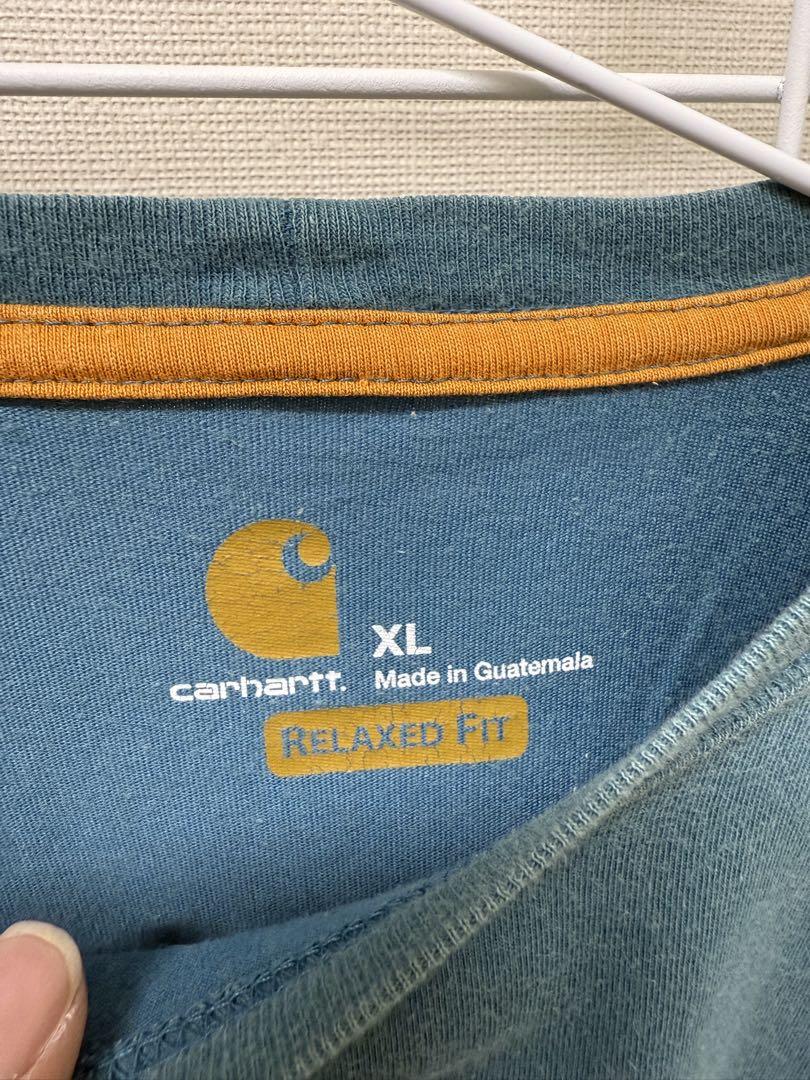 XL
carhartt.
Made in Guatemala
RELAXED FIT